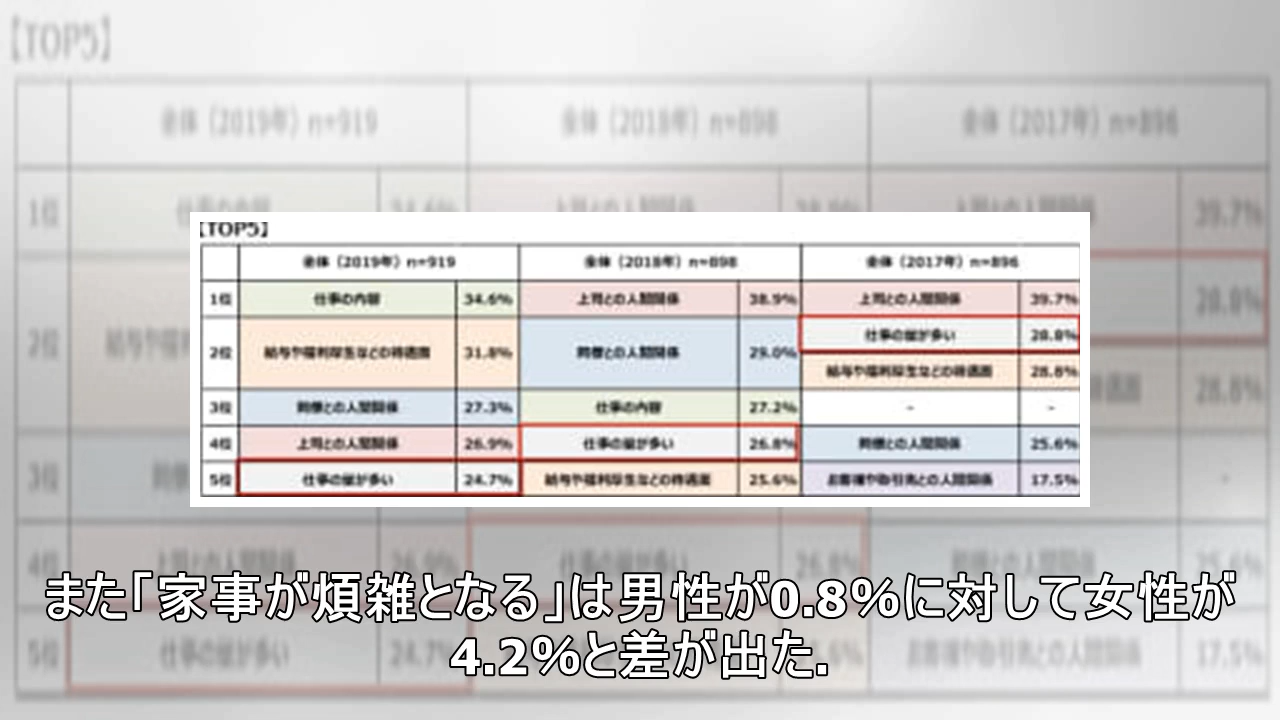 【TOP5】
全体（2019年）n=919 全体（2018年）n=898 全体（2017年）n=896
1位 仕事の内容 34.6% 上司との人間関係 38.9% 上司との人間関係 39.7%
仕事の量が多い 28.8%
2位 給与や福利厚生などの待遇面 31.8% 同僚との人間関係 29.0%
給与や福利厚生などの待遇面 28.8%
3位 同僚との人間関係 27.3% 仕事の内容 27.2% - -
4位 上司との人間関係 26.9% 仕事の量が多い 26.8% 同僚との人間関係 25.6%
5位 仕事の量が多い 24.7% 給与や福利厚生などの待遇面 25.6% お客様や取引先との人間関係 17.5%
また「家事が煩雑となる」は男性が0.8%に対して女性が
4.2%と差が出た.